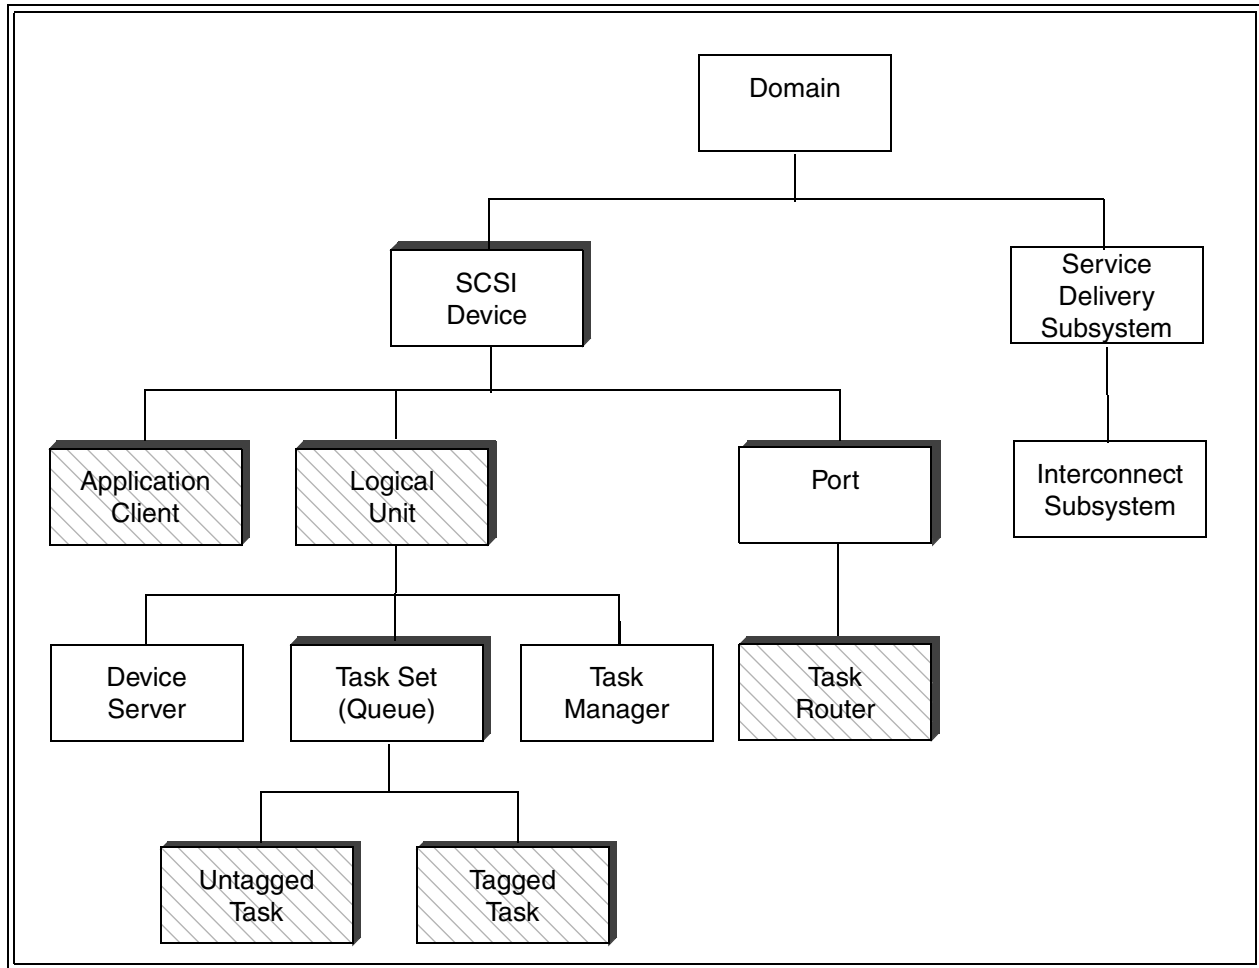 Domain
SCSI
Device
Service
Delivery
Subsystem
Application
Client
Logical
Unit
Port
Interconnect
Subsystem
Device
Server
Task Set
(Queue)
Task
Manager
Task
Router
Untagged
Task
Tagged
Task